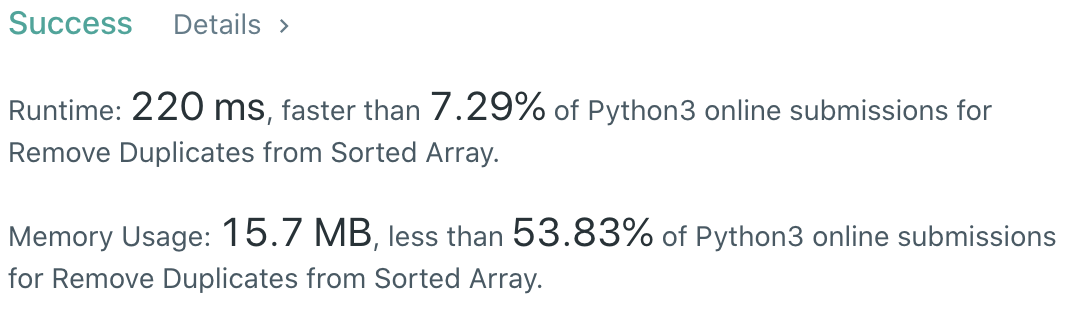 Success Details >
Runtime: 220 ms, faster than 7.29% of Python3 online submissions for
Remove Duplicates from Sorted Array.
Memory Usage: 15.7 MB, less than 53.83% of Python3 online submissions
for Remove Duplicates from Sorted Array.